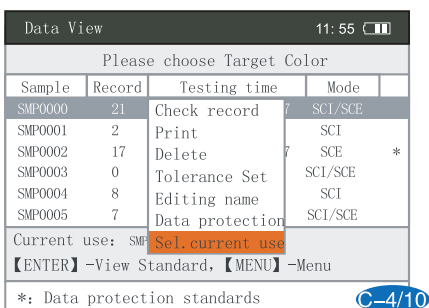 Data View 11: 55
Please choose Target Color
Sample Record Testing time Mode
SMP0000 21 7 SCI/SCE
SMP0001 2 SCI
SMP0002 17 7 SCE *
SMP0003 0 SCI/SCE
SMP0004 8 SCI
SMP0005 7 SCI/SCE
Check record
Print
Delete
Tolerance Set
Editing name
Data protection
Sel.current use
Current use: SMP
【ENTER】-View Standard,【MENU】-Menu
*: Data protection standards
C-4/10